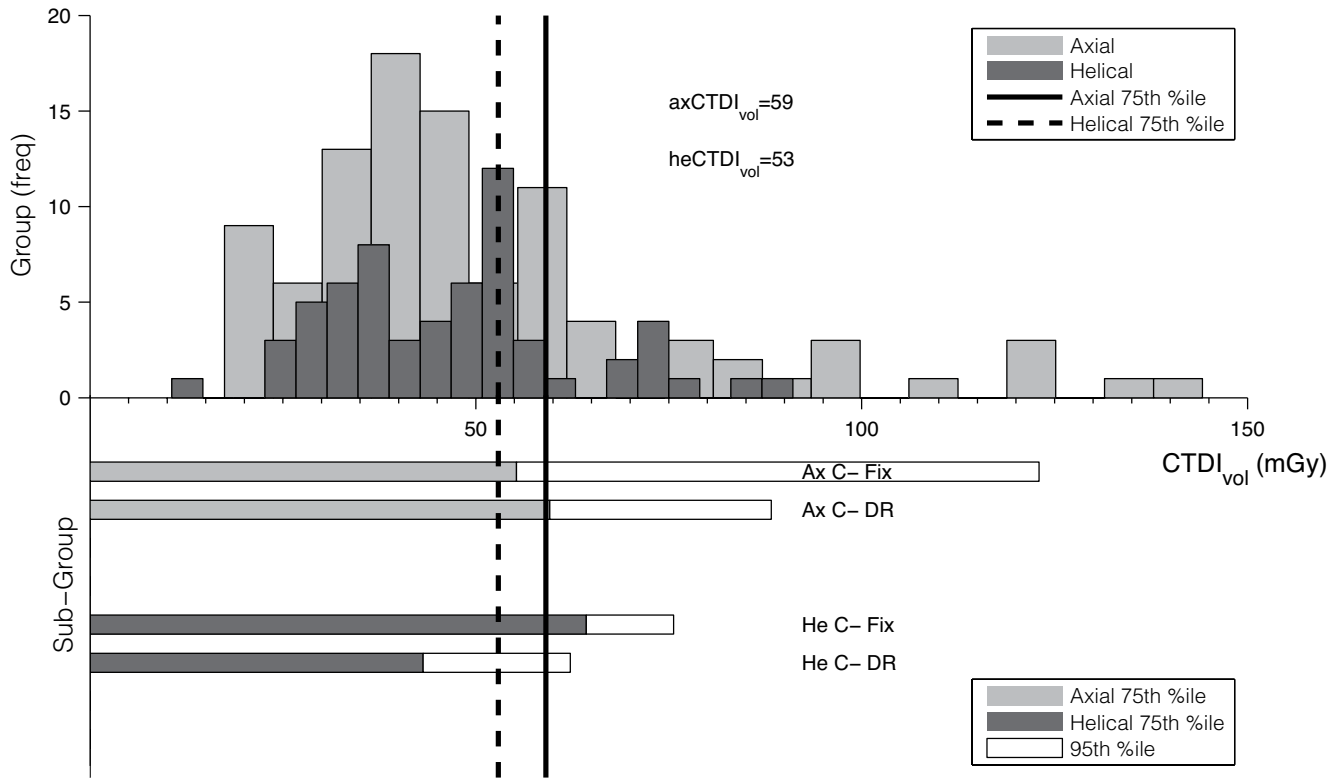 20
15
10
5
0
Group (freq)
Axial
Helical
Axial 75th %ile
Helical 75th %ile
axCTDIvol=59
heCTDIvol=53
50
100
150
CTDIvol (mGy)
Sub−Group
Ax C− Fix
Ax C− DR
He C− Fix
He C− DR
Axial 75th %ile
Helical 75th %ile
95th %ile